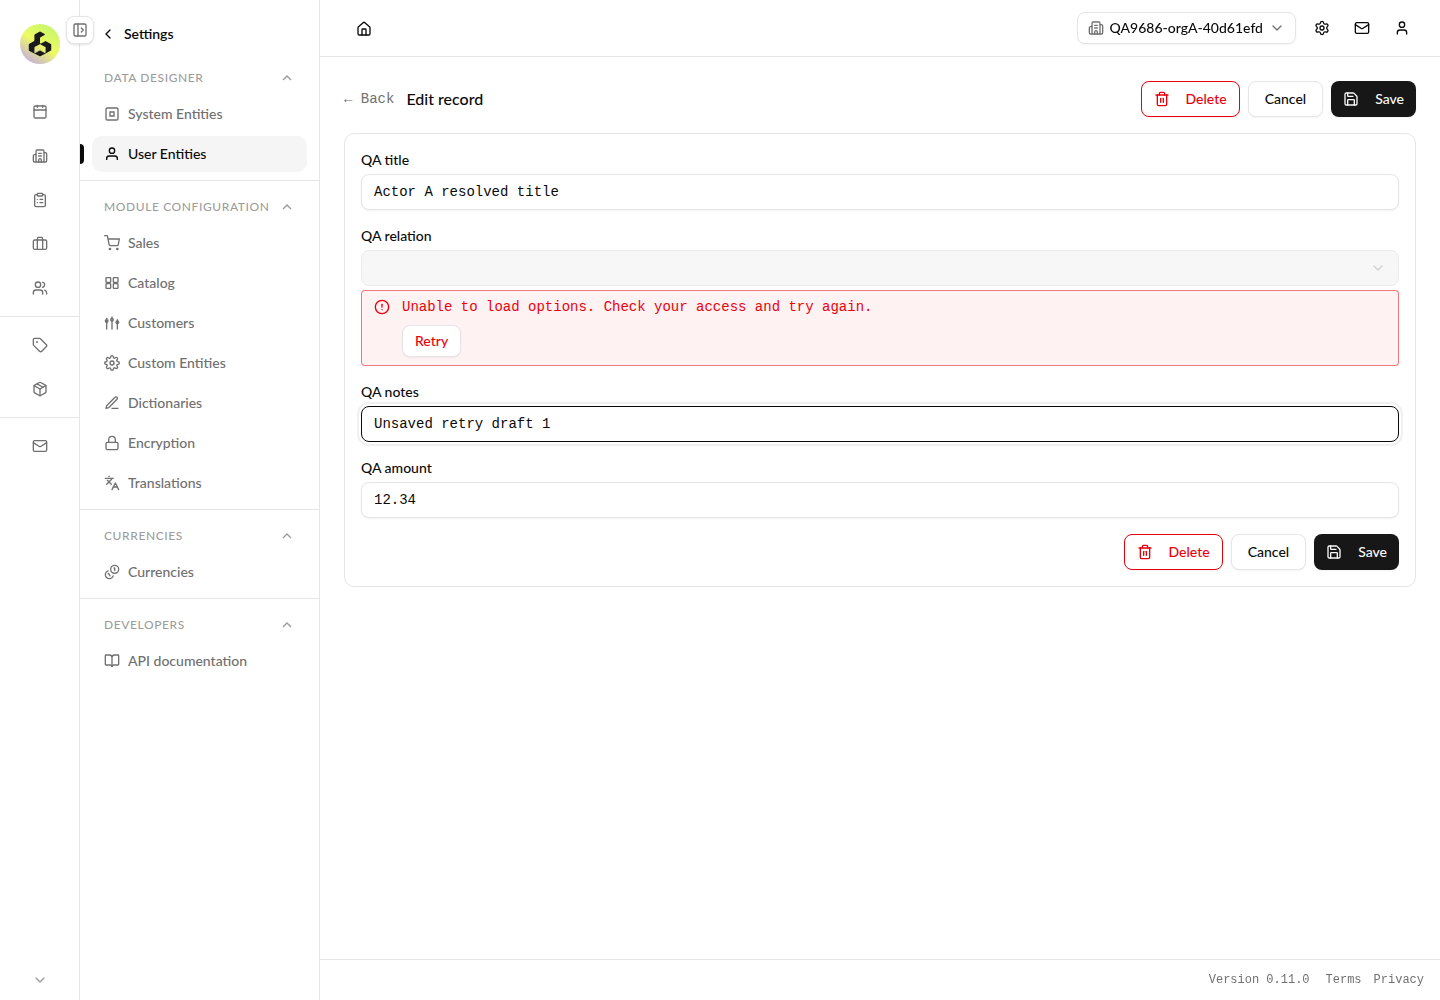 Settings
DATA DESIGNER
System Entities
User Entities
MODULE CONFIGURATION
Sales
Catalog
Customers
Custom Entities
Dictionaries
Encryption
Translations
CURRENCIES
Currencies
DEVELOPERS
API documentation
QA9686-orgA-40d61efd
← Back Edit record
Delete Cancel Save
QA title
Actor A resolved title
QA relation
Unable to load options. Check your access and try again.
Retry
QA notes
Unsaved retry draft 1
QA amount
12.34
Delete Cancel Save
Version 0.11.0 Terms Privacy